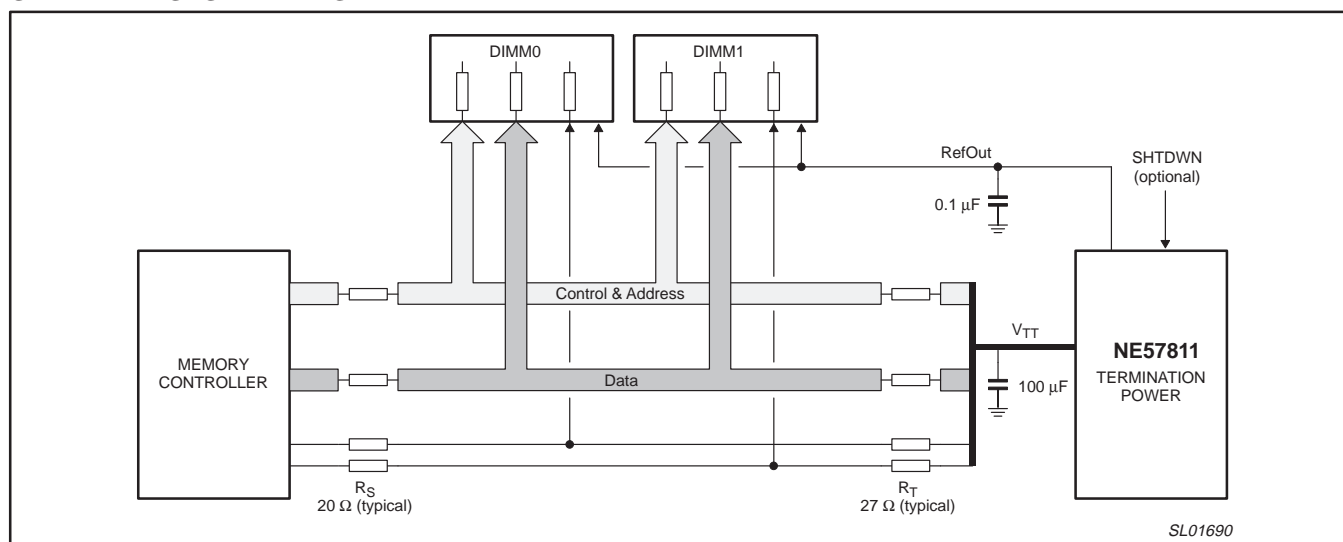 DIMM0
DIMM1
RefOut
SHTDWN
(optional)
0.1 μF
Control & Address
MEMORY
CONTROLLER
Data
VTT
NE57811
TERMINATION
POWER
100 μF
RS
20 Ω (typical)
RT
27 Ω (typical)
SL01690